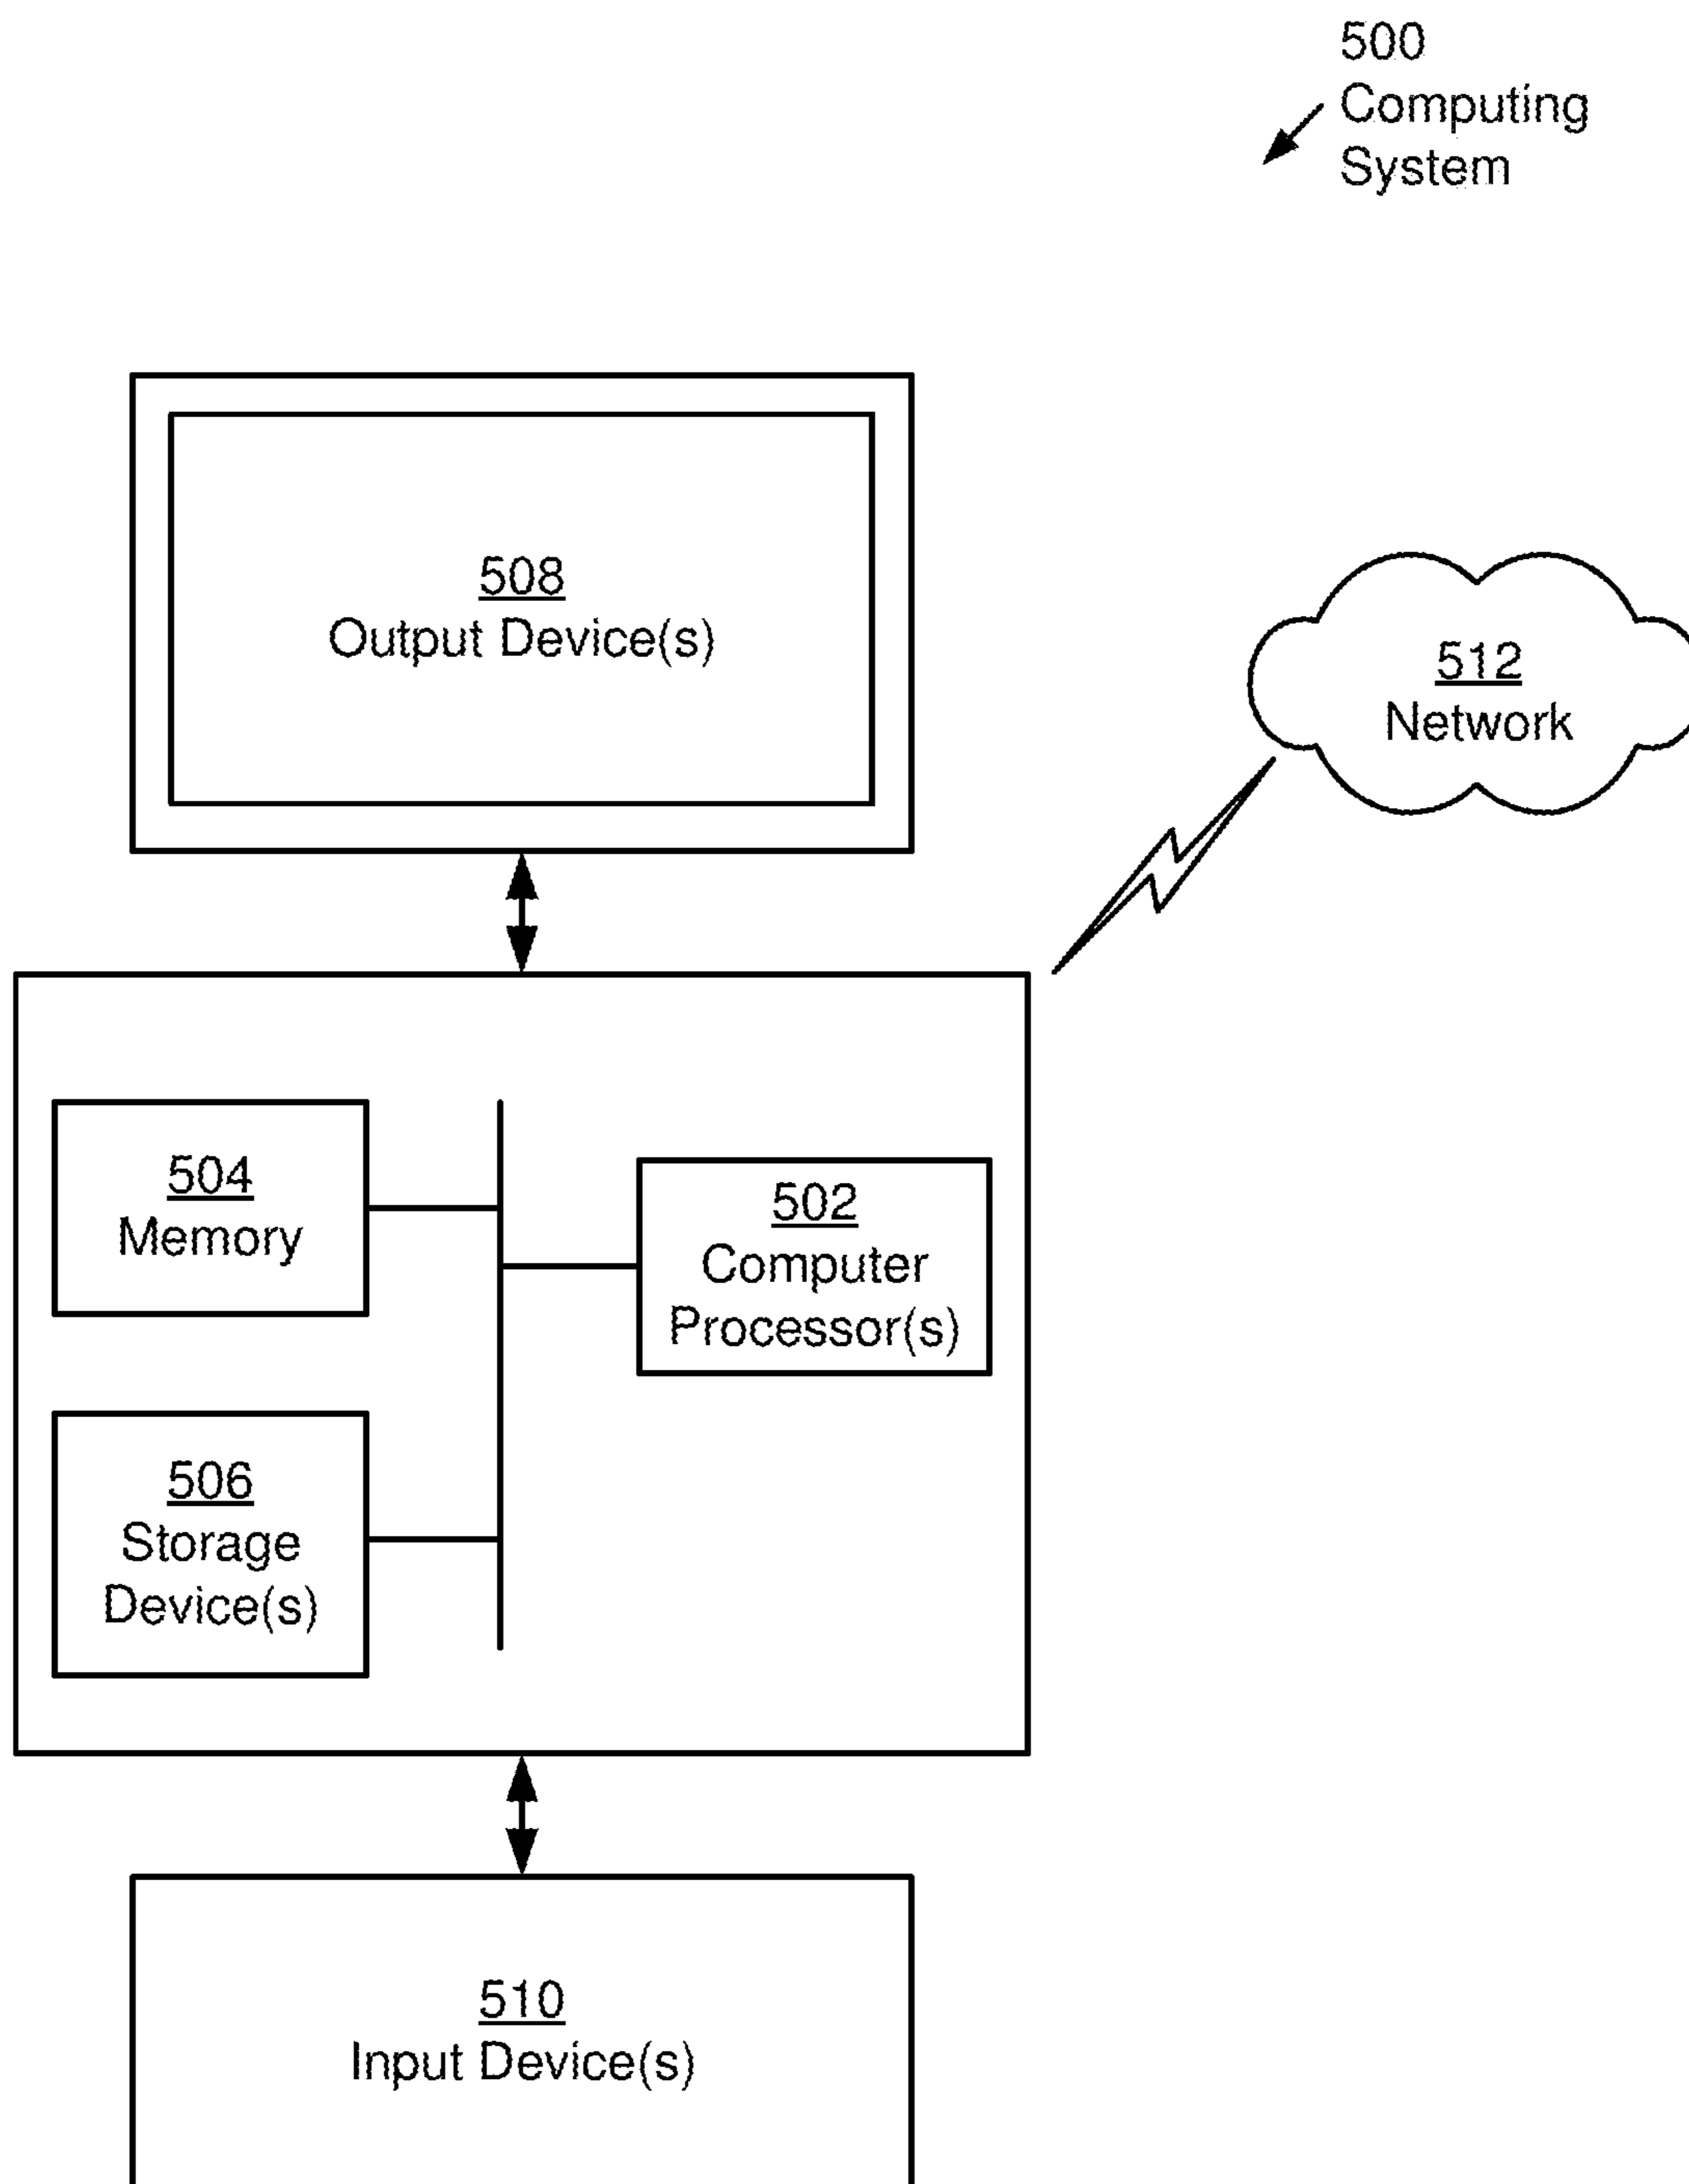 500
Computing
System
508
Output Device(s)
512
Network
504
Memory
502
Computer
Processor(s)
506
Storage
Device(s)
510
Input Device(s)